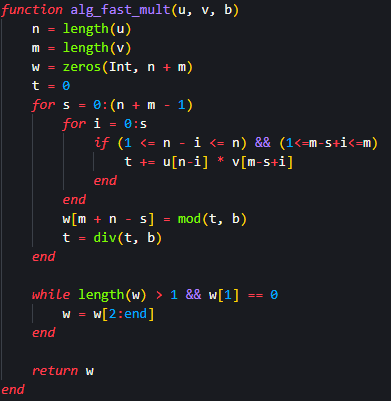 function alg_fast_mult(u, v, b)
    n = length(u)
    m = length(v)
    w = zeros(Int, n + m)
    t = 0
    for s = 0:(n + m - 1)
        for i = 0:s
            if (1 <= n - i <= n) && (1<=m-s+i<=m)
                t += u[n-i] * v[m-s+i]
            end
        end
        w[m + n - s] = mod(t, b)
        t = div(t, b)
    end

    while length(w) > 1 && w[1] == 0
        w = w[2:end]
    end

    return w
end